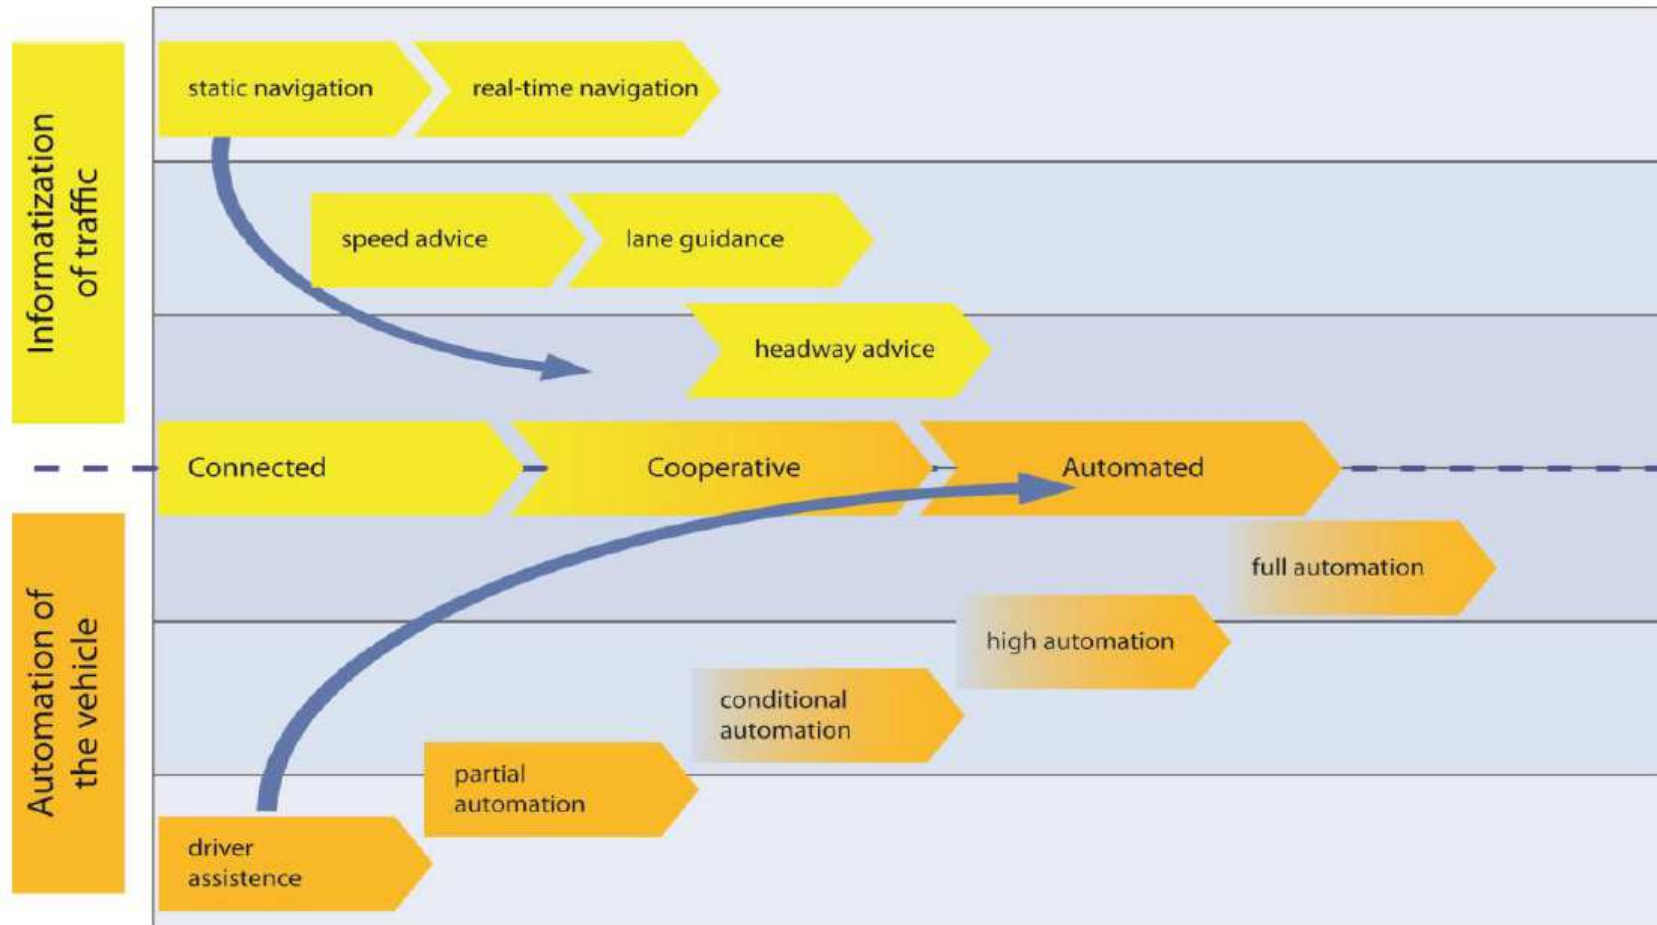 Informatization
of traffic
static navigation
real-time navigation
speed advice
lane guidance
headway advice
Connected
Cooperative
Automated
Automation of
the vehicle
full automation
high automation
conditional
automation
partial
automation
driver
assistence